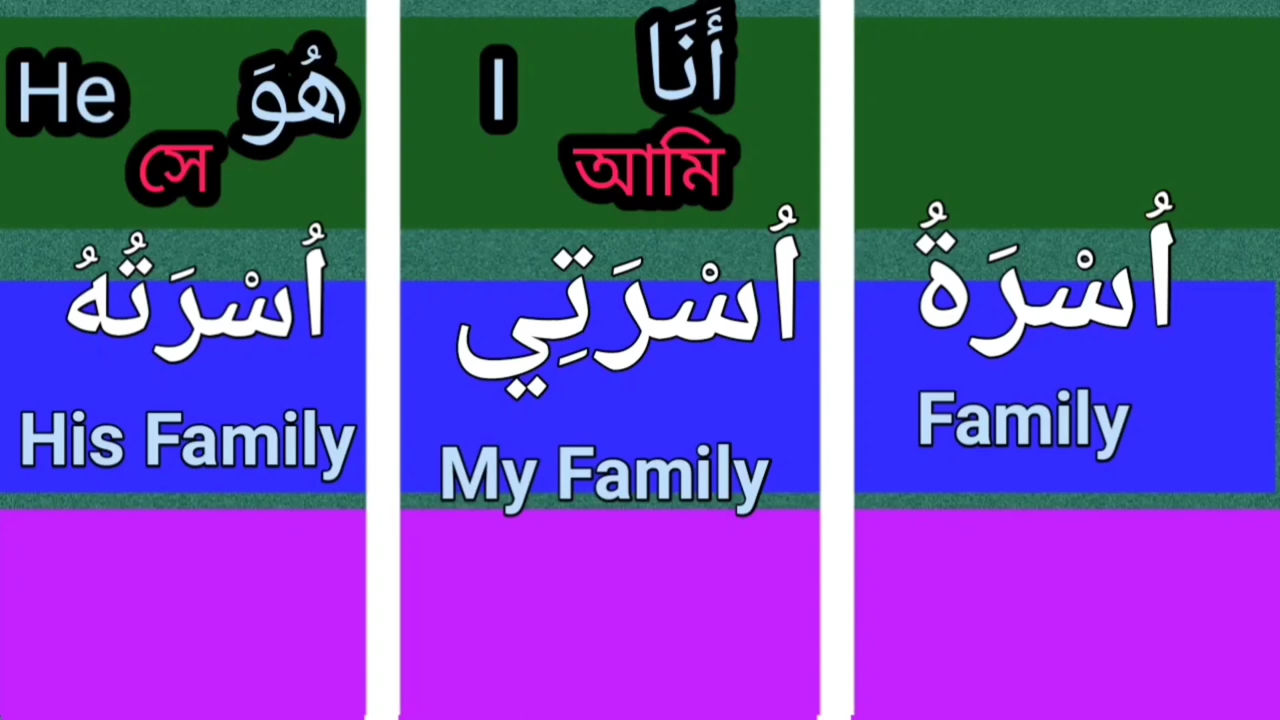 He هُوَ
সে
أُسْرَتُهُ
His Family
I أَنَا
আমি
أُسْرَتِي
My Family
أُسْرَةُ
Family